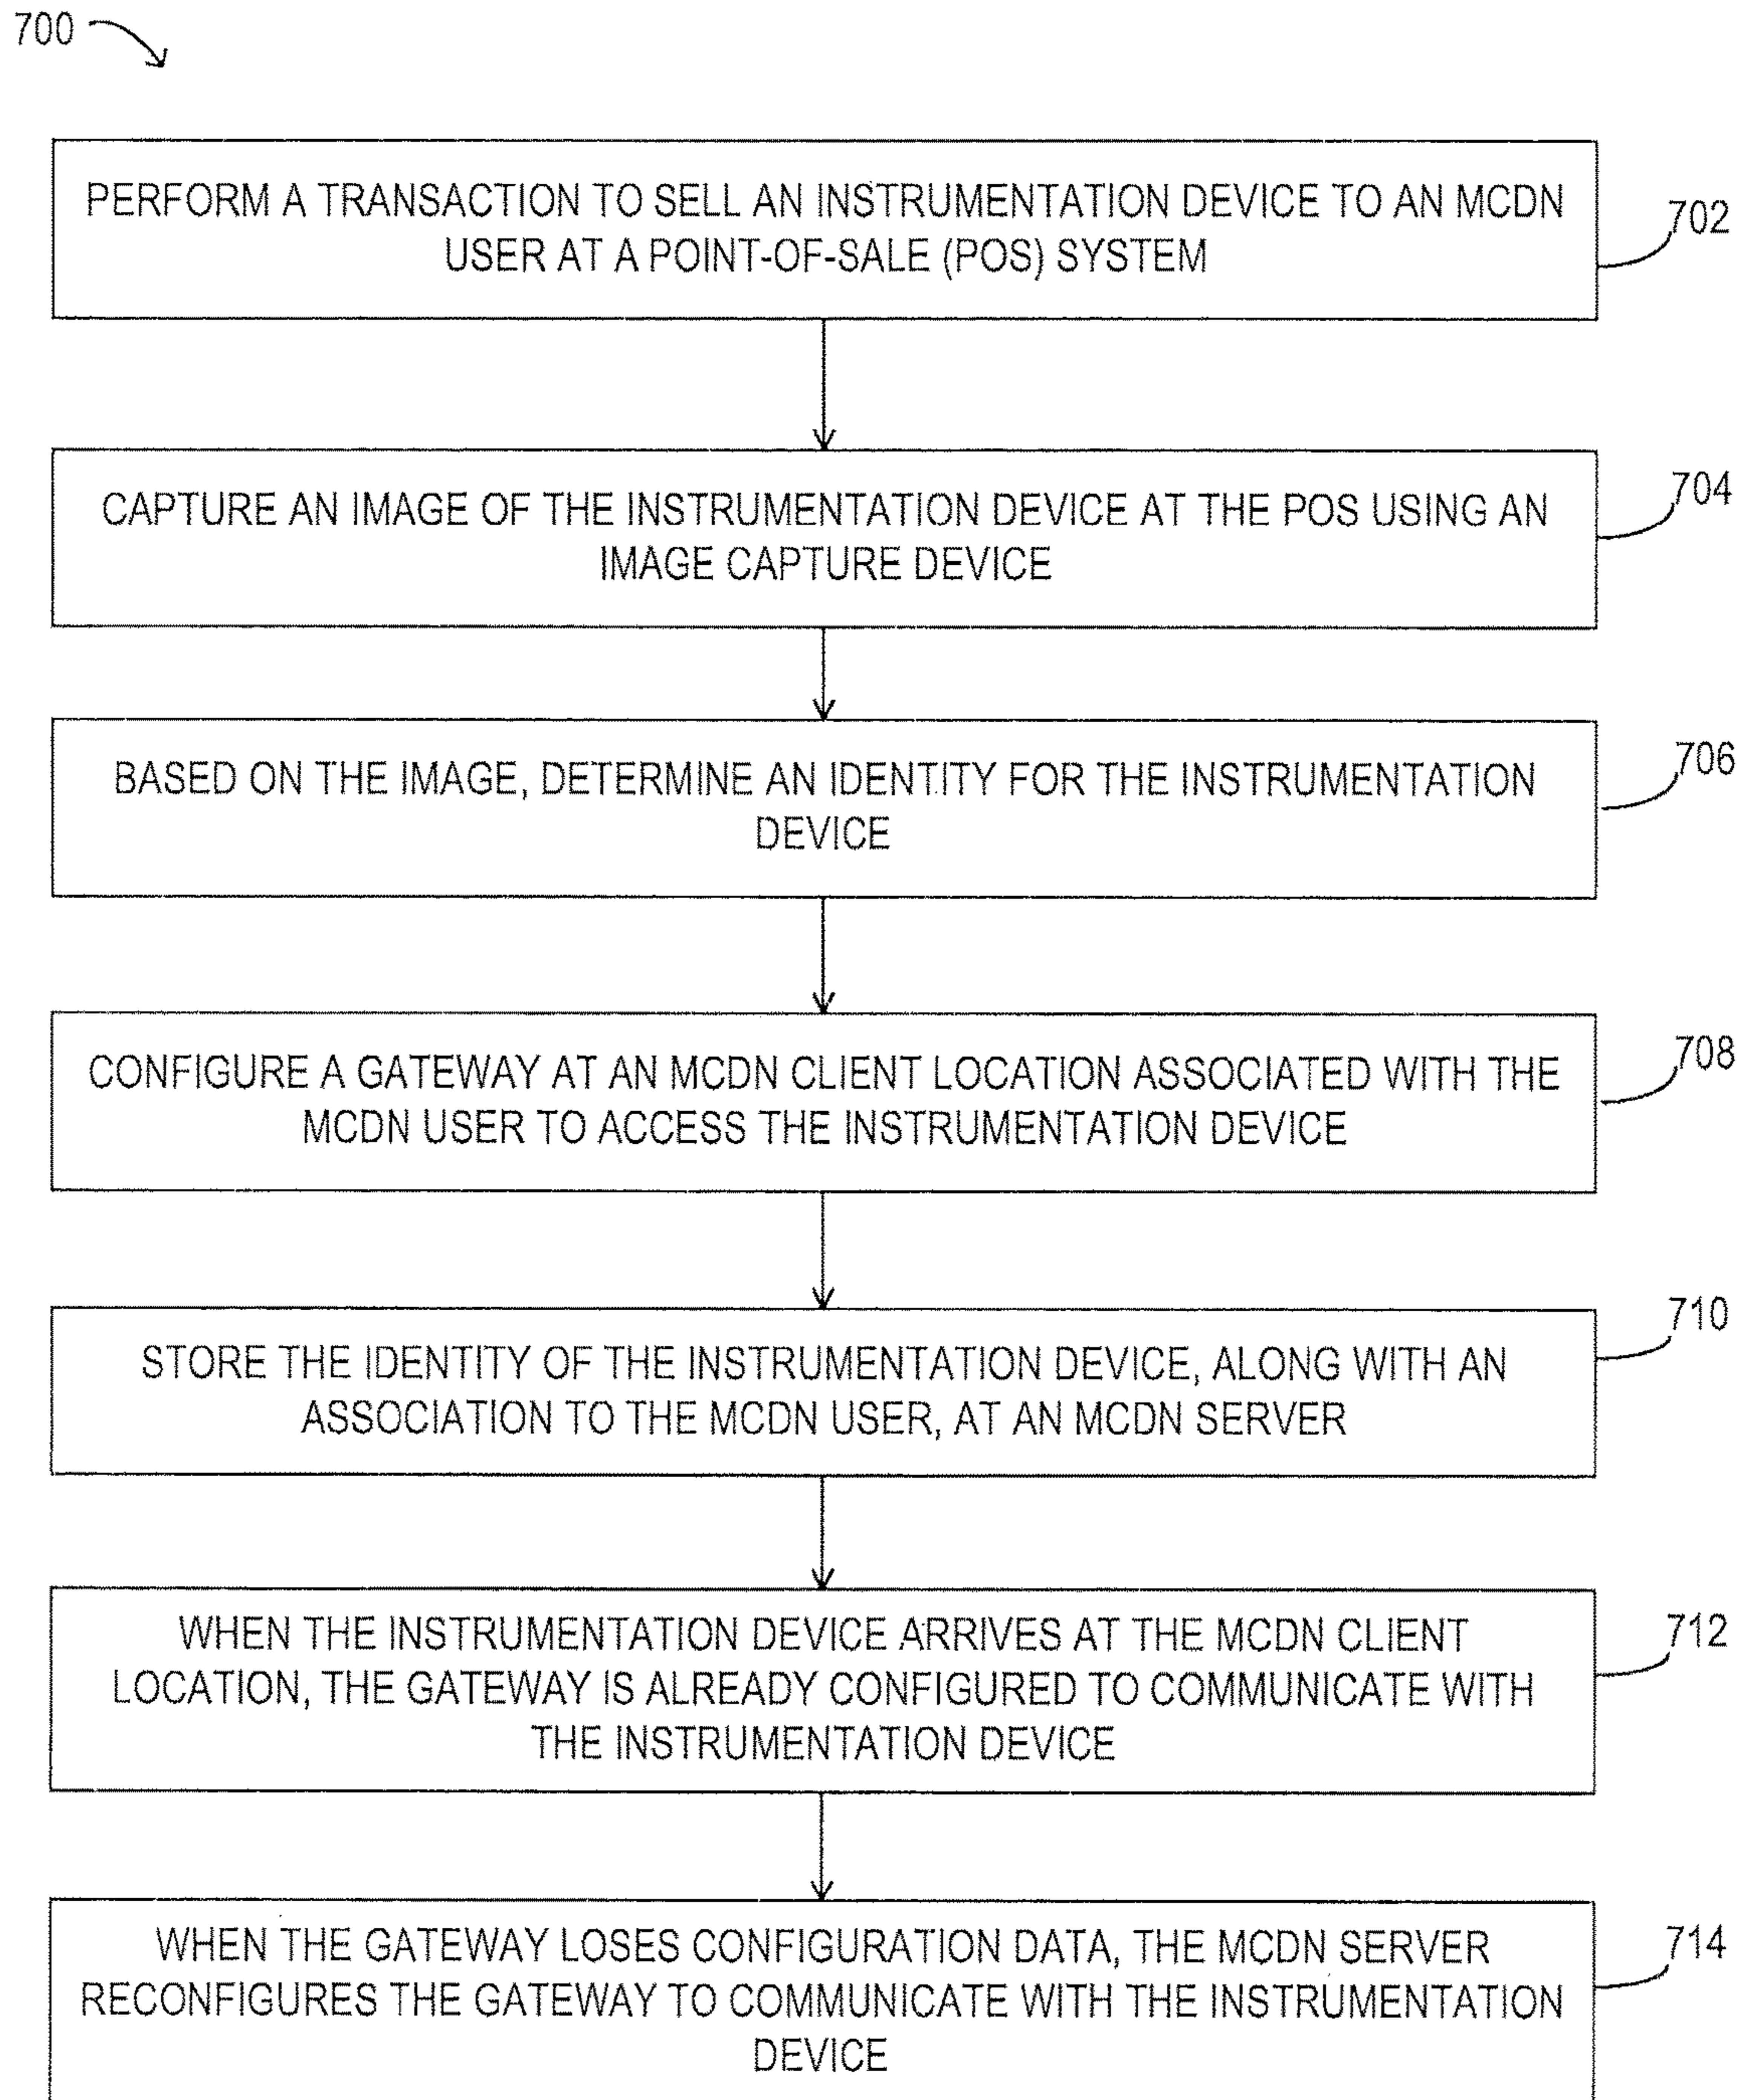 700
PERFORM A TRANSACTION TO SELL AN INSTRUMENTATION DEVICE TO AN MCDN
USER AT A POINT-OF-SALE (POS) SYSTEM
702
CAPTURE AN IMAGE OF THE INSTRUMENTATION DEVICE AT THE POS USING AN
IMAGE CAPTURE DEVICE
704
BASED ON THE IMAGE, DETERMINE AN IDENTITY FOR THE INSTRUMENTATION
DEVICE
706
CONFIGURE A GATEWAY AT AN MCDN CLIENT LOCATION ASSOCIATED WITH THE
MCDN USER TO ACCESS THE INSTRUMENTATION DEVICE
708
STORE THE IDENTITY OF THE INSTRUMENTATION DEVICE, ALONG WITH AN
ASSOCIATION TO THE MCDN USER, AT AN MCDN SERVER
710
WHEN THE INSTRUMENTATION DEVICE ARRIVES AT THE MCDN CLIENT
LOCATION, THE GATEWAY IS ALREADY CONFIGURED TO COMMUNICATE WITH
THE INSTRUMENTATION DEVICE
712
WHEN THE GATEWAY LOSES CONFIGURATION DATA, THE MCDN SERVER
RECONFIGURES THE GATEWAY TO COMMUNICATE WITH THE INSTRUMENTATION
DEVICE
714